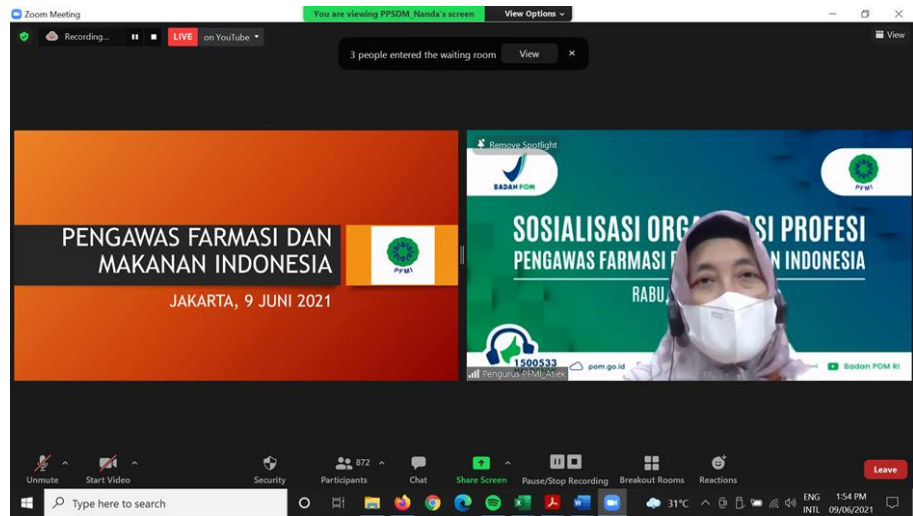 Zoom Meeting
You are viewing PPSDM_Nanda's screen
View Options
Recording...
LIVE on YouTube
3 people entered the waiting room
View
View
PENGAWAS FARMASI DAN
MAKANAN INDONESIA
PFMI
JAKARTA, 9 JUNI 2021
Remove Spotlight
BADAN POM
PFMI
SOSIALISASI ORG SI PROFESI
PENGAWAS FARMASI N INDONESIA
RABU,
1500533
pom.go.id
Badan POM RI
Pengurus PFMI_Atiek
Unmute
Start Video
Security
872
Participants
Chat
Share Screen
Pause/Stop Recording
Breakout Rooms
Reactions
Leave
Type here to search
31°C
ENG
INTL
1:54 PM
09/06/2021